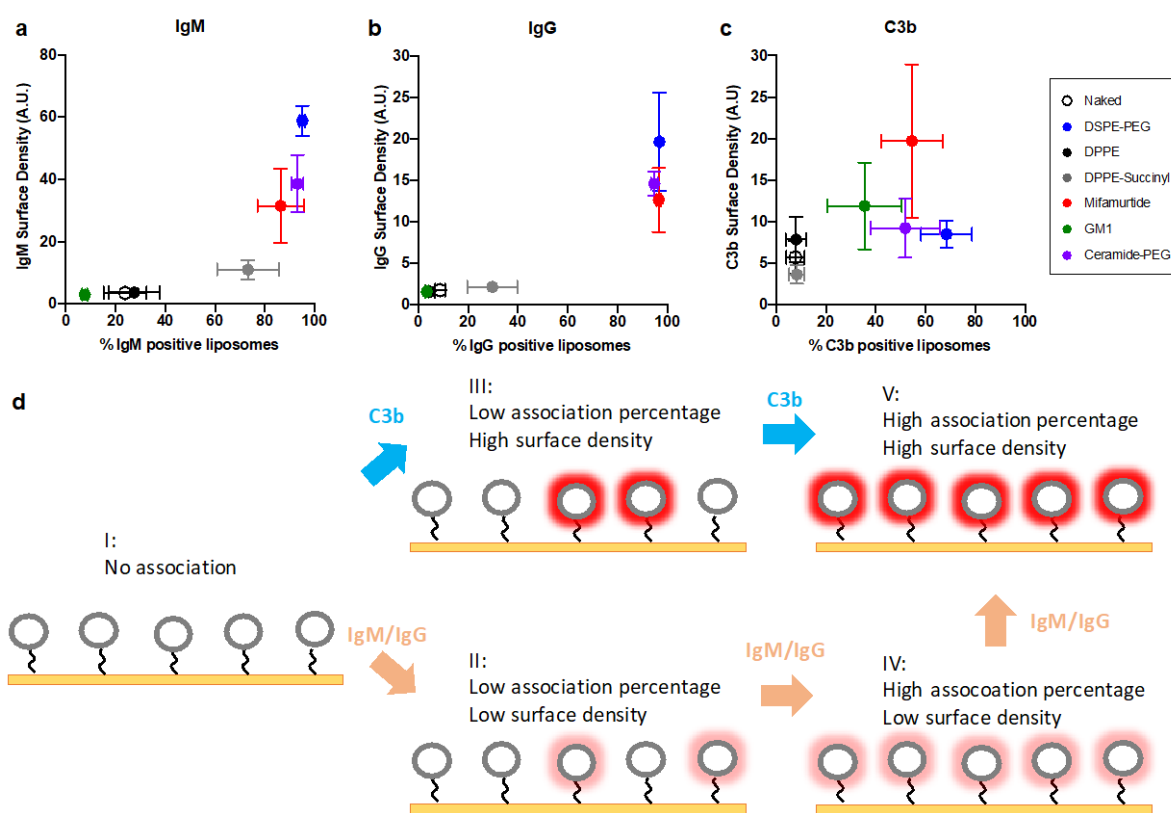 a
IgM
IgM Surface Density (A.U.)
80
60
40
20
0
0 20 40 60 80 100
% IgM positive liposomes
b
IgG
IgG Surface Density (A.U.)
30
25
20
15
10
5
0
0 20 40 60 80 100
% IgG positive liposomes
c
C3b
C3b Surface Density (A.U)
30
25
20
15
10
5
0
0 20 40 60 80 100
% C3b positive liposomes
Naked
DSPE-PEG
DPPE
DPPE-Succinyl
Mifamurtide
GM1
Ceramide-PEG
d
I:
No association
C3b
III:
Low association percentage
High surface density
C3b
V:
High association percentage
High surface density
IgM/IgG
II:
Low association percentage
Low surface density
IgM/IgG
IV:
High assocoation percentage
Low surface density
IgM/IgG